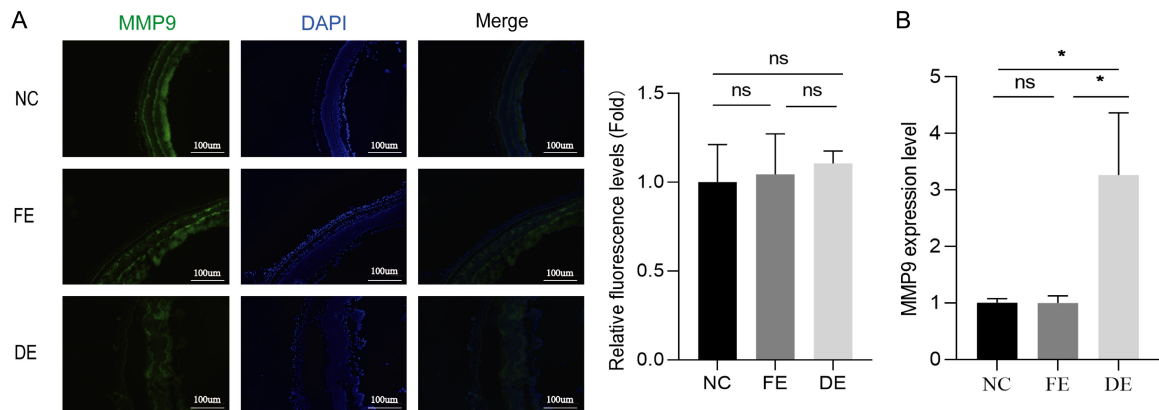 A
MMP9
DAPI
Merge
NC
100um
100um
100um
FE
100um
100um
100um
DE
100um
100um
100um
Relative fluorescence levels (Fold)
ns
ns
ns
1.5
1.0
0.5
0.0
NC
FE
DE
B
MMP9 expression level
*
ns
*
5
4
3
2
1
0
NC
FE
DE